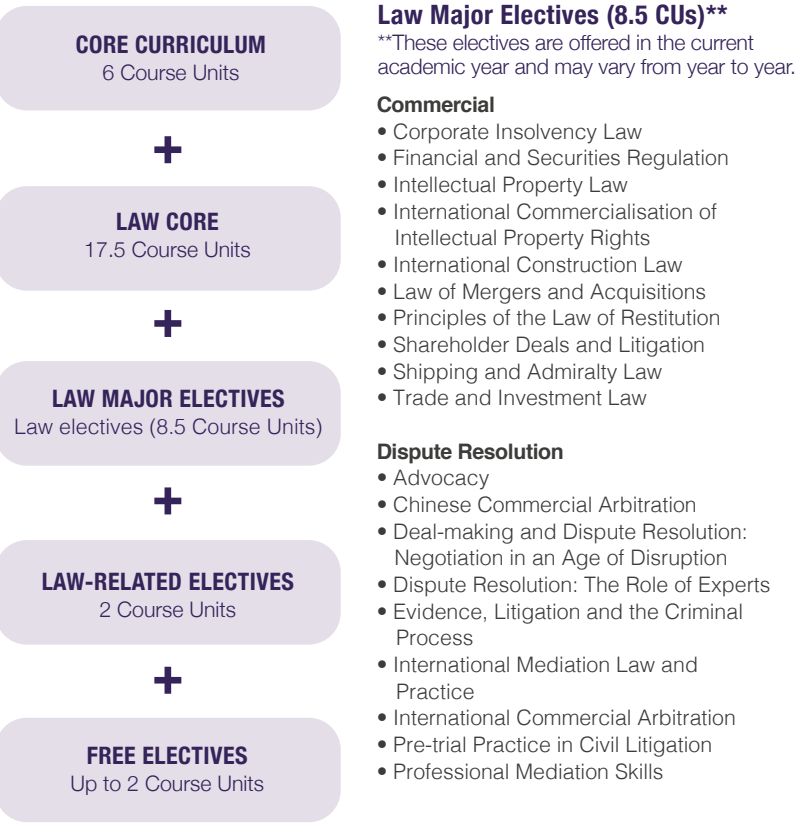 CORE CURRICULUM
6 Course Units
+
LAW CORE
17.5 Course Units
+
LAW MAJOR ELECTIVES
Law electives (8.5 Course Units)
+
LAW-RELATED ELECTIVES
2 Course Units
+
FREE ELECTIVES
Up to 2 Course Units
Law Major Electives (8.5 CUs)**
**These electives are offered in the current
academic year and may vary from year to year.
Commercial
• Corporate Insolvency Law
• Financial and Securities Regulation
• Intellectual Property Law
• International Commercialisation of
Intellectual Property Rights
• International Construction Law
• Law of Mergers and Acquisitions
• Principles of the Law of Restitution
• Shareholder Deals and Litigation
• Shipping and Admiralty Law
• Trade and Investment Law
Dispute Resolution
• Advocacy
• Chinese Commercial Arbitration
• Deal-making and Dispute Resolution:
Negotiation in an Age of Disruption
• Dispute Resolution: The Role of Experts
• Evidence, Litigation and the Criminal
Process
• International Mediation Law and
Practice
• International Commercial Arbitration
• Pre-trial Practice in Civil Litigation
• Professional Mediation Skills